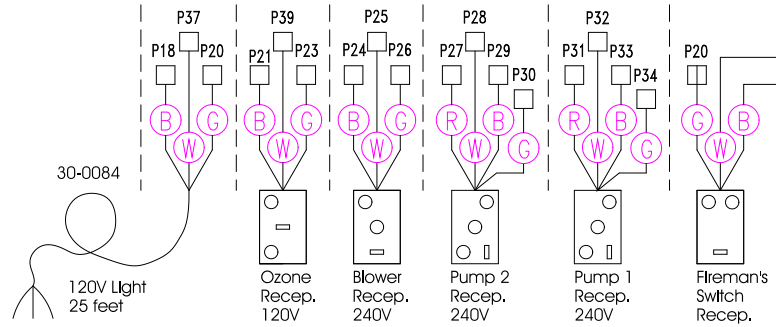 P37 P39 P25 P28 P32
P18 P20 P21 P23 P24 P26 P27 P29 P31 P33 P20
P30 P34
B G B G B G R B R B G B
W W W W G W G W
30-0084
120V Light
25 feet
Ozone
Recep.
120V
Blower
Recep.
240V
Pump 2
Recep.
240V
Pump 1
Recep.
240V
Fireman's
Switch
Recep.